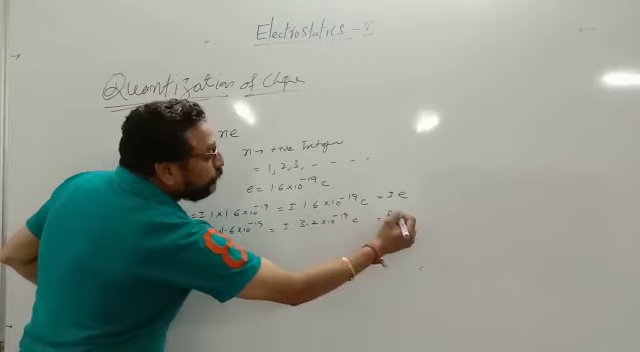 Electrostatics - I
Quantization of Charge
ne
n → +ve Integer
= 1, 2, 3, - - - -
e = 1.6 × 10⁻¹⁹ C
= ± 1 × 1.6 × 10⁻¹⁹ = ± 1.6 × 10⁻¹⁹ C = ± e
1.6 × 10⁻¹⁹ = ± 3.2 × 10⁻¹⁹ C =
8